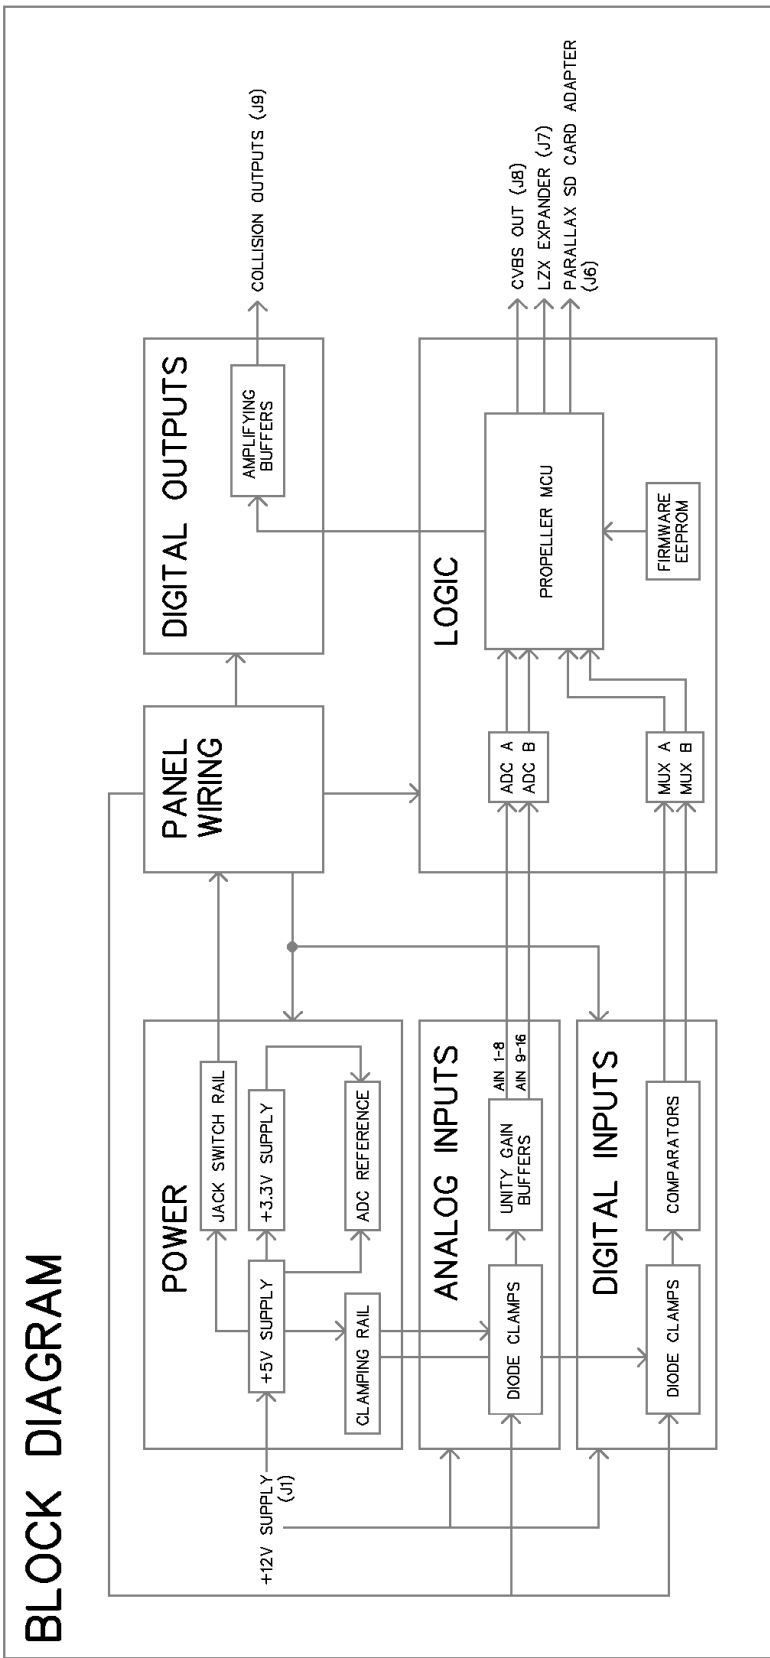 BLOCK DIAGRAM
POWER
+12V SUPPLY
(J1)
+5V SUPPLY
JACK SWITCH RAIL
+3.3V SUPPLY
ADC REFERENCE
CLAMPING RAIL
PANEL
WIRING
DIGITAL OUTPUTS
AMPLIFYING
BUFFERS
COLLISION OUTPUTS (J9)
ANALOG INPUTS
DIODE CLAMPS
UNITY GAIN
BUFFERS
AIN 1-8
AIN 9-16
LOGIC
ADC A
ADC B
MUX A
MUX B
PROPELLER MCU
FIRMWARE
EEPROM
CVBS OUT (J8)
LZX EXPANDER (J7)
PARALLAX SD CARD ADAPTER
(J6)
DIGITAL INPUTS
DIODE CLAMPS
COMPARATORS